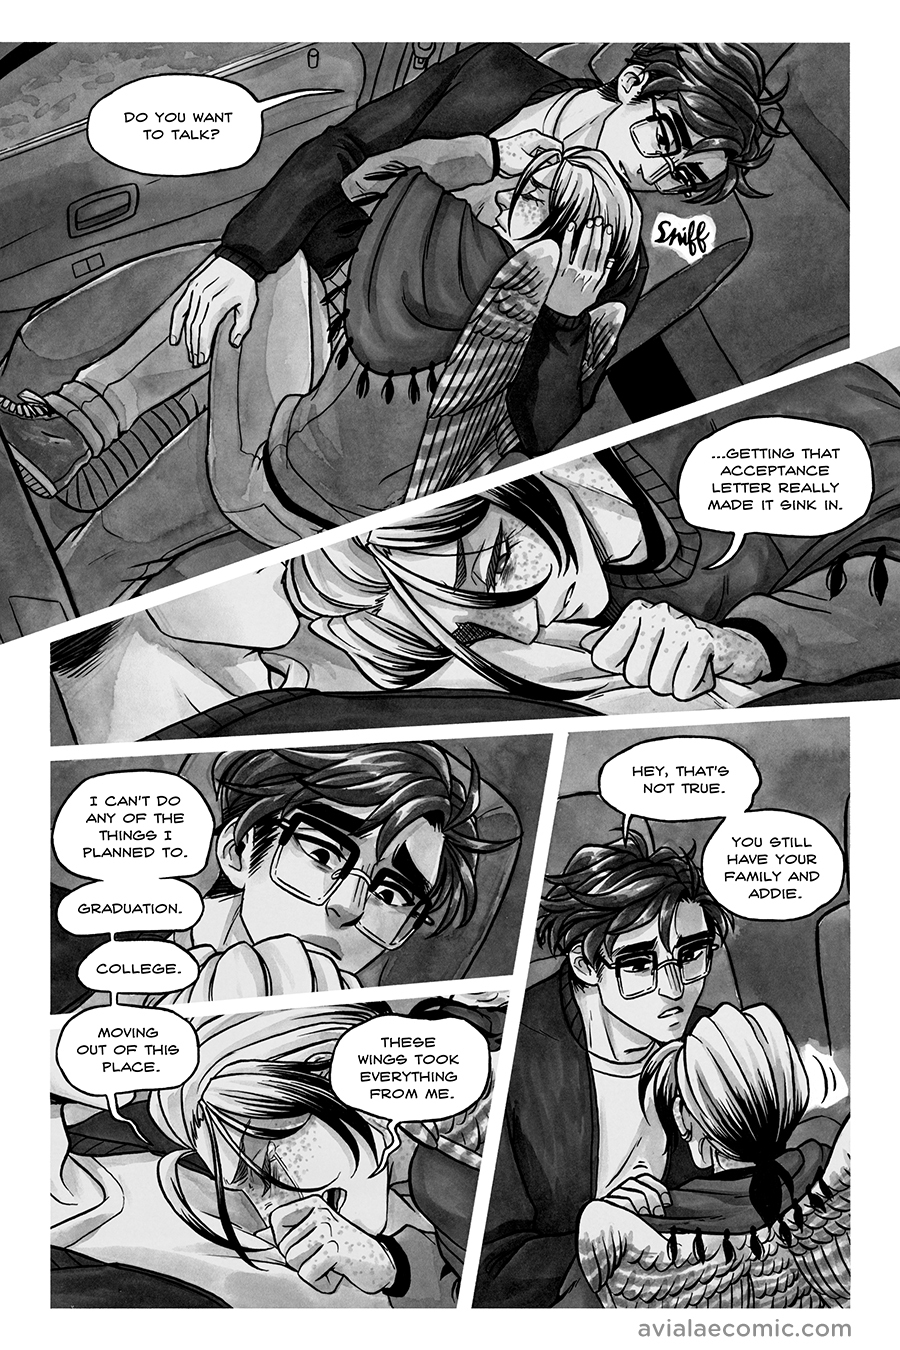 DO YOU WANT
TO TALK?
Sniff
...GETTING THAT
ACCEPTANCE
LETTER REALLY
MADE IT SINK IN.
I CAN'T DO
ANY OF THE
THINGS I
PLANNED TO.
GRADUATION.
COLLEGE.
MOVING
OUT OF THIS
PLACE.
THESE
WINGS TOOK
EVERYTHING
FROM ME.
HEY, THAT'S
NOT TRUE.
YOU STILL
HAVE YOUR
FAMILY AND
ADDIE.
avialaecomic.com